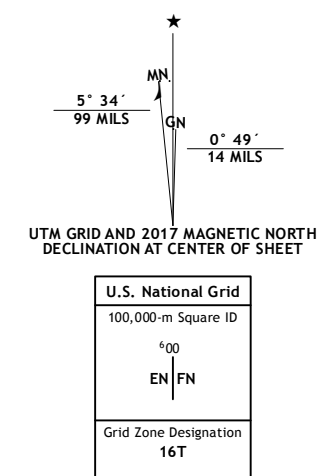 MN.
5° 34´
99 MILS
GN
0° 49´
14 MILS
UTM GRID AND 2017 MAGNETIC NORTH
DECLINATION AT CENTER OF SHEET
U.S. National Grid
100,000-m Square ID
⁶00
EN FN
Grid Zone Designation
16T